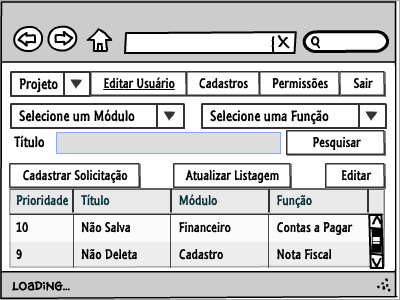 X
Projeto Editar Usuário Cadastros Permissões Sair
Selecione um Módulo Selecione uma Função
Título Pesquisar
Cadastrar Solicitação Atualizar Listagem Editar
Prioridade Título Módulo Função
10 Não Salva Financeiro Contas a Pagar
9 Não Deleta Cadastro Nota Fiscal
LOADING...